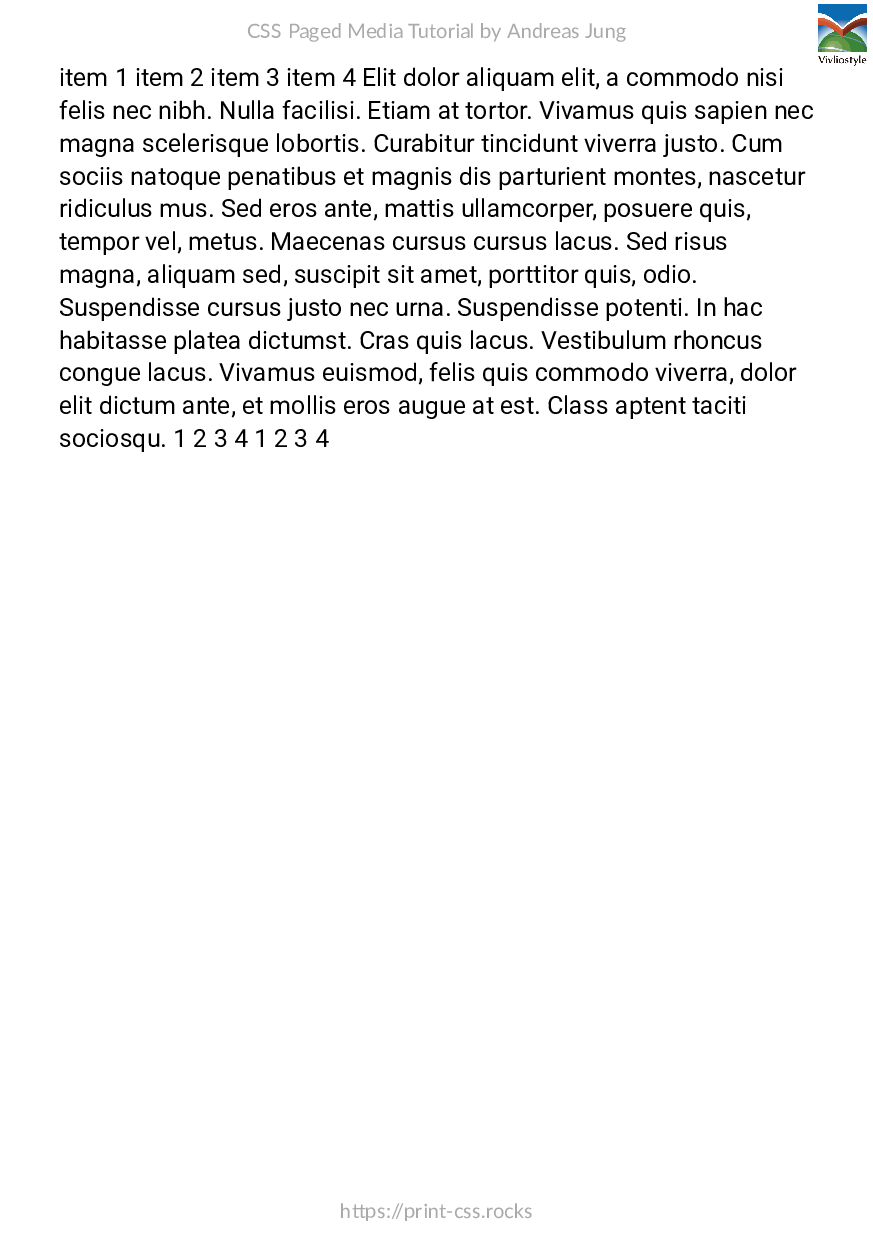 CSS Paged Media Tutorial by Andreas Jung
Vivliostyle
item 1 item 2 item 3 item 4 Elit dolor aliquam elit, a commodo nisi
felis nec nibh. Nulla facilisi. Etiam at tortor. Vivamus quis sapien nec
magna scelerisque lobortis. Curabitur tincidunt viverra justo. Cum
sociis natoque penatibus et magnis dis parturient montes, nascetur
ridiculus mus. Sed eros ante, mattis ullamcorper, posuere quis,
tempor vel, metus. Maecenas cursus cursus lacus. Sed risus
magna, aliquam sed, suscipit sit amet, porttitor quis, odio.
Suspendisse cursus justo nec urna. Suspendisse potenti. In hac
habitasse platea dictumst. Cras quis lacus. Vestibulum rhoncus
congue lacus. Vivamus euismod, felis quis commodo viverra, dolor
elit dictum ante, et mollis eros augue at est. Class aptent taciti
sociosqu. 1 2 3 4 1 2 3 4
https://print-css.rocks